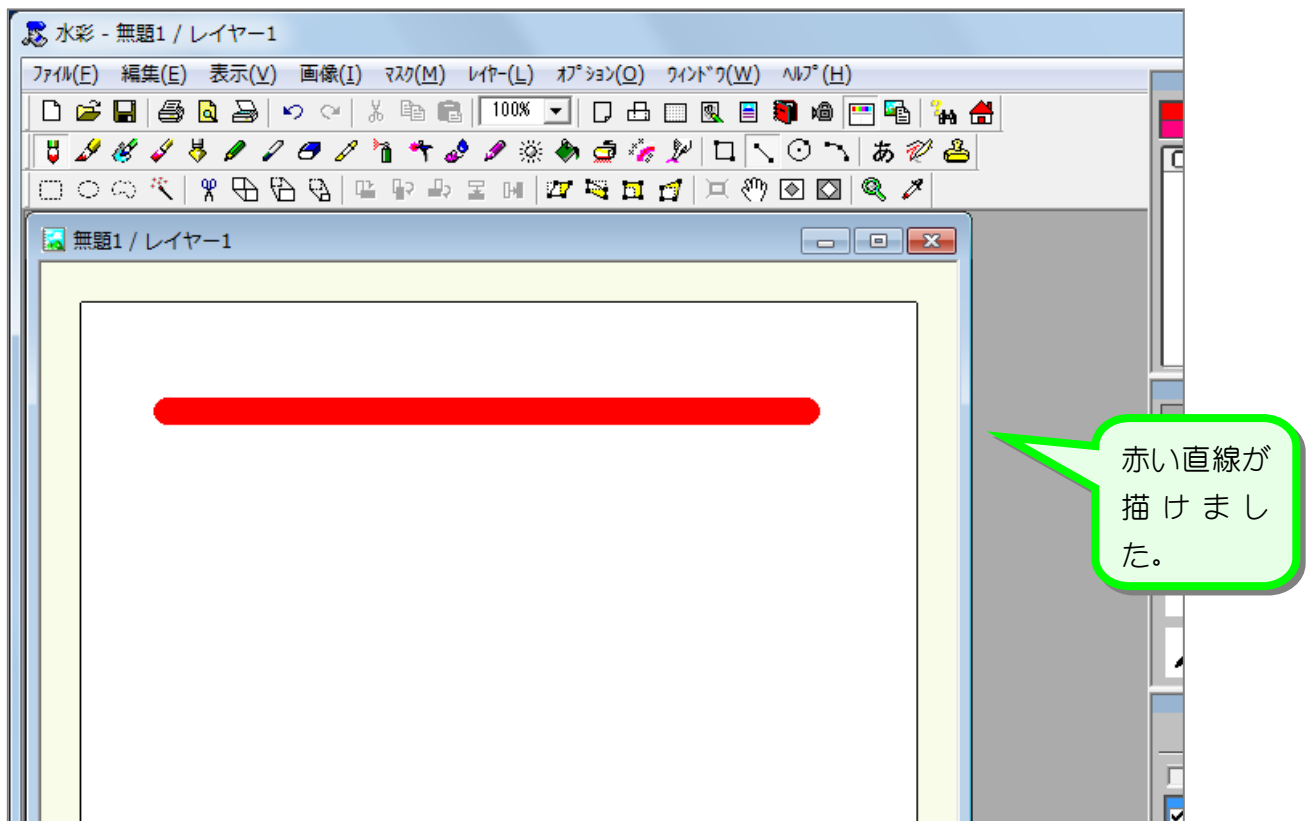 水彩 - 無題1 / レイヤー1
ﾌｧｲﾙ(F) 編集(E) 表示(V) 画像(I) ﾏｽｸ(M) ﾚｲﾔｰ(L) ｵﾌﾟｼｮﾝ(O) ｳｨﾝﾄﾞｳ(W) ﾍﾙﾌﾟ(H)
100%
あ
無題1 / レイヤー1
赤い直線が
描けまし
た。